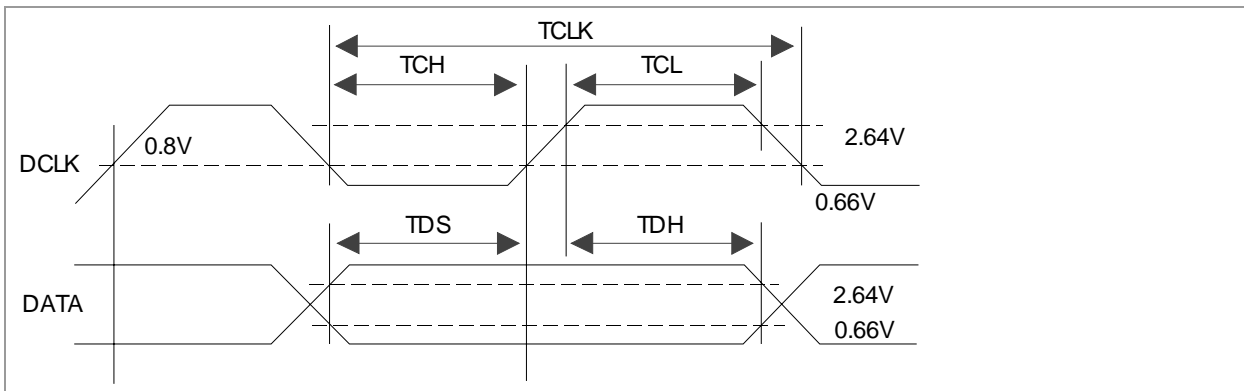 TCLK
TCH
TCL
0.8V
2.64V
DCLK
0.66V
TDS
TDH
DATA
2.64V
0.66V